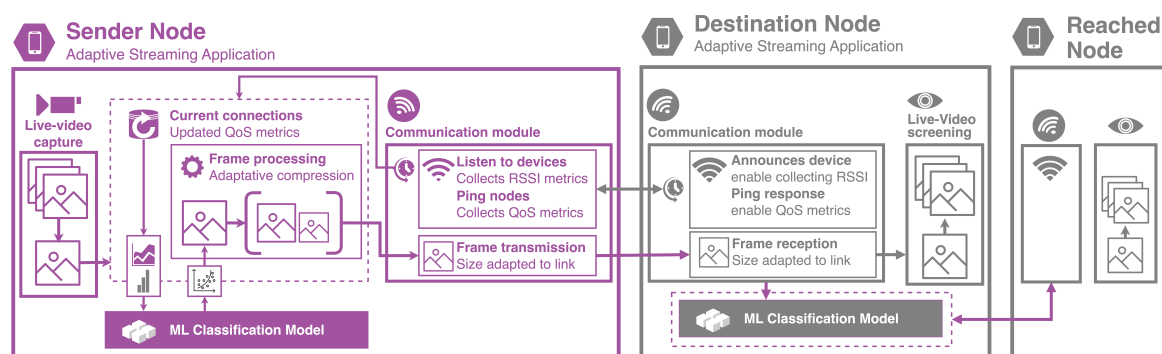 Sender Node
Adaptive Streaming Application
Live-video
capture
Current connections
Updated QoS metrics
Frame processing
Adaptative compression
ML Classification Model
Communication module
Listen to devices
Collects RSSI metrics
Ping nodes
Collects QoS metrics
Frame transmission
Size adapted to link
Destination Node
Adaptive Streaming Application
Communication module
Announces device
enable collecting RSSI
Ping response
enable QoS metrics
Frame reception
Size adapted to link
Live-Video
screening
ML Classification Model
Reached
Node